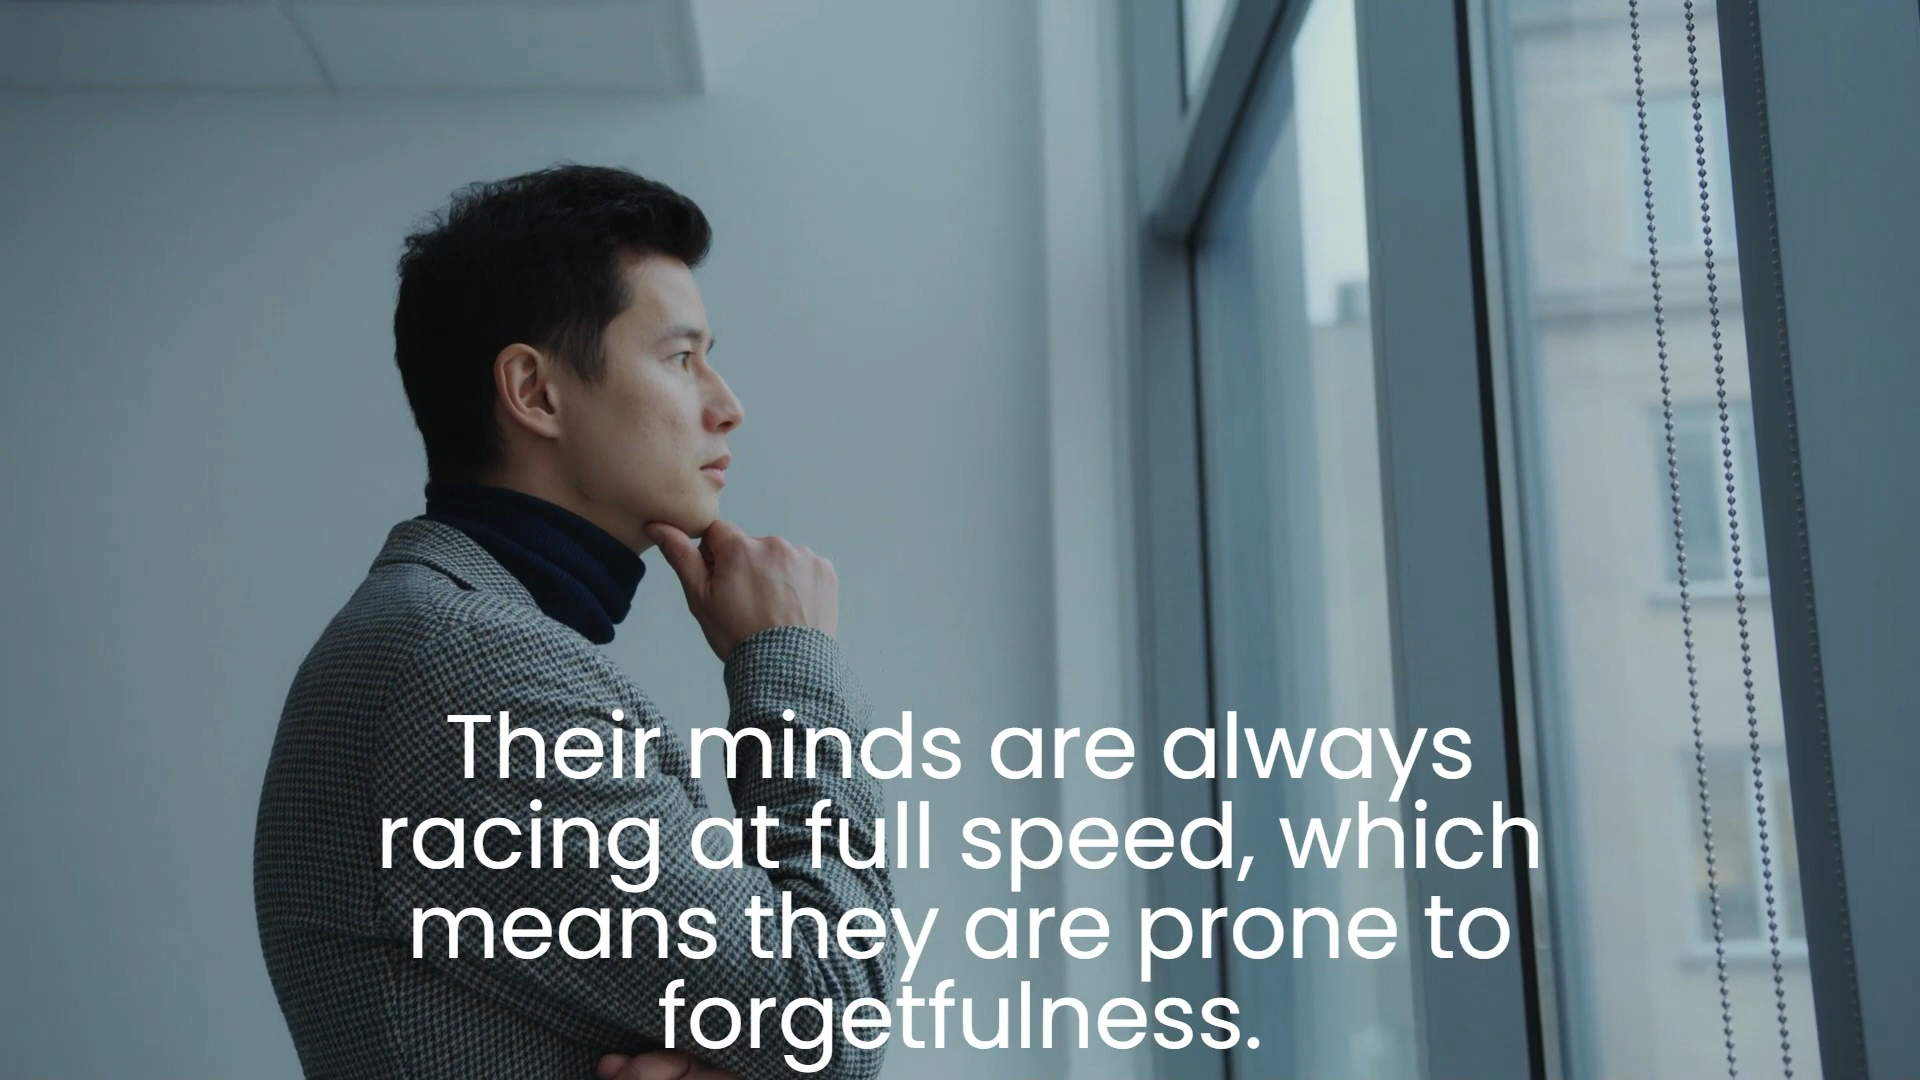 Their minds are always
racing at full speed, which
means they are prone to
forgetfulness.